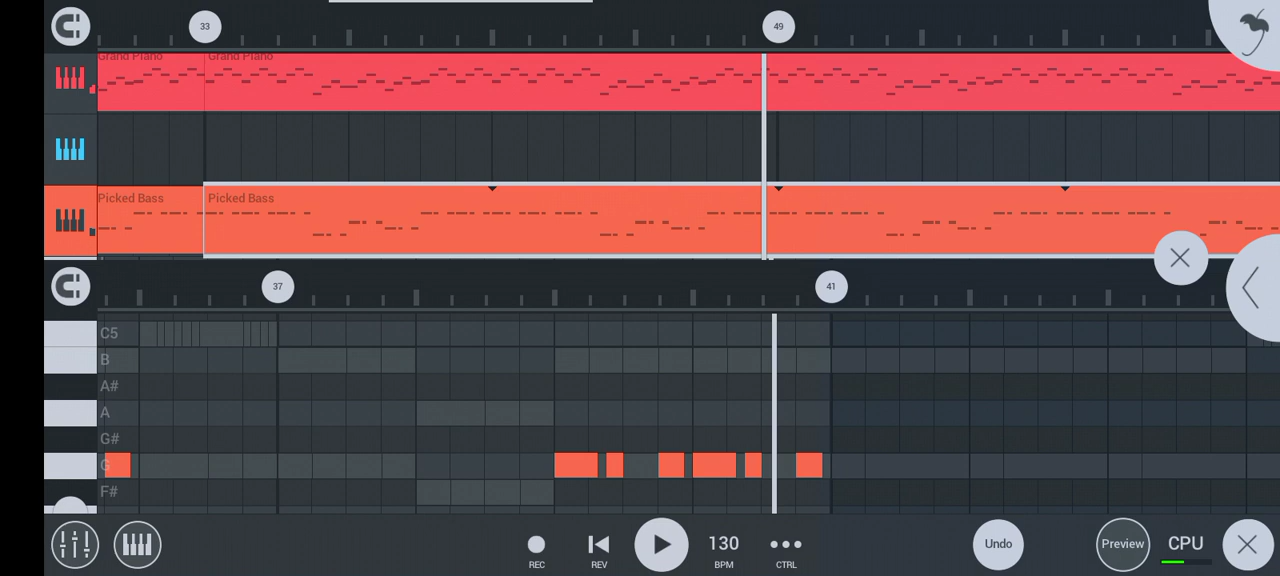 33
49
Grand Piano
Grand Piano
Picked Bass
Picked Bass
37
41
C5
B
A#
A
G#
G
F#
REC
REV
130
BPM
CTRL
Undo
Preview
CPU